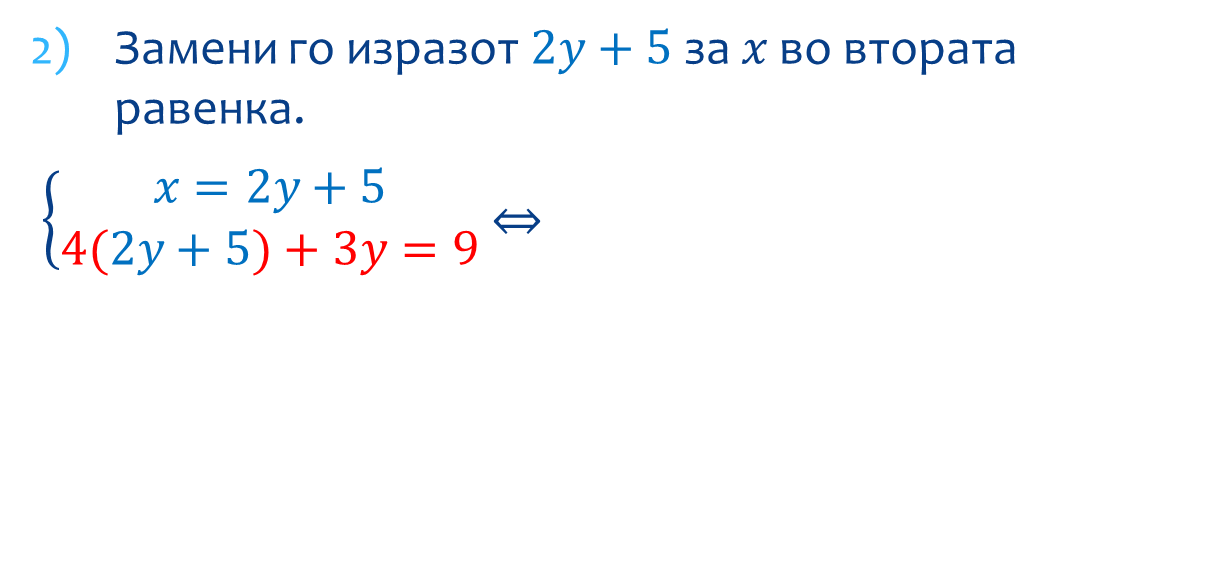 2) Замени го изразот 2y + 5 за x во втората
равенка.
{ x = 2y + 5
4(2y + 5) + 3y = 9 ⇔